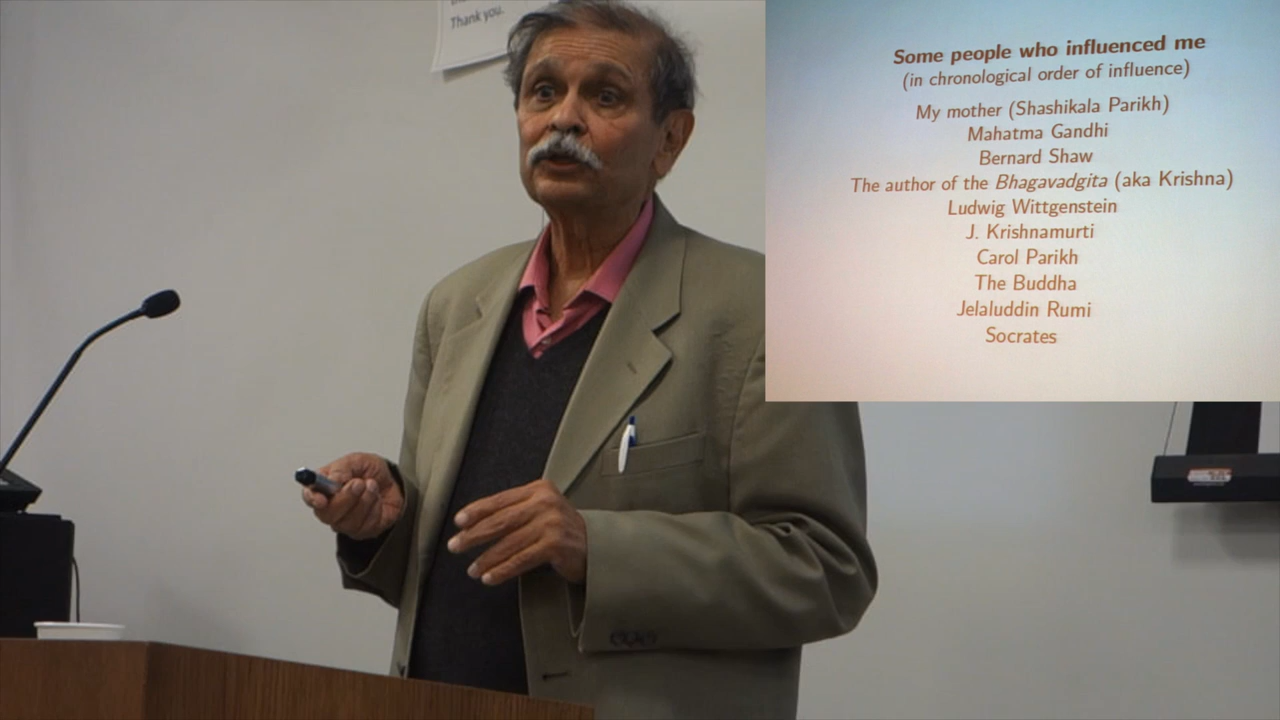 Thank you.
Some people who influenced me
(in chronological order of influence)
My mother (Shashikala Parikh)
Mahatma Gandhi
Bernard Shaw
The author of the Bhagavadgita (aka Krishna)
Ludwig Wittgenstein
J. Krishnamurti
Carol Parikh
The Buddha
Jelaluddin Rumi
Socrates